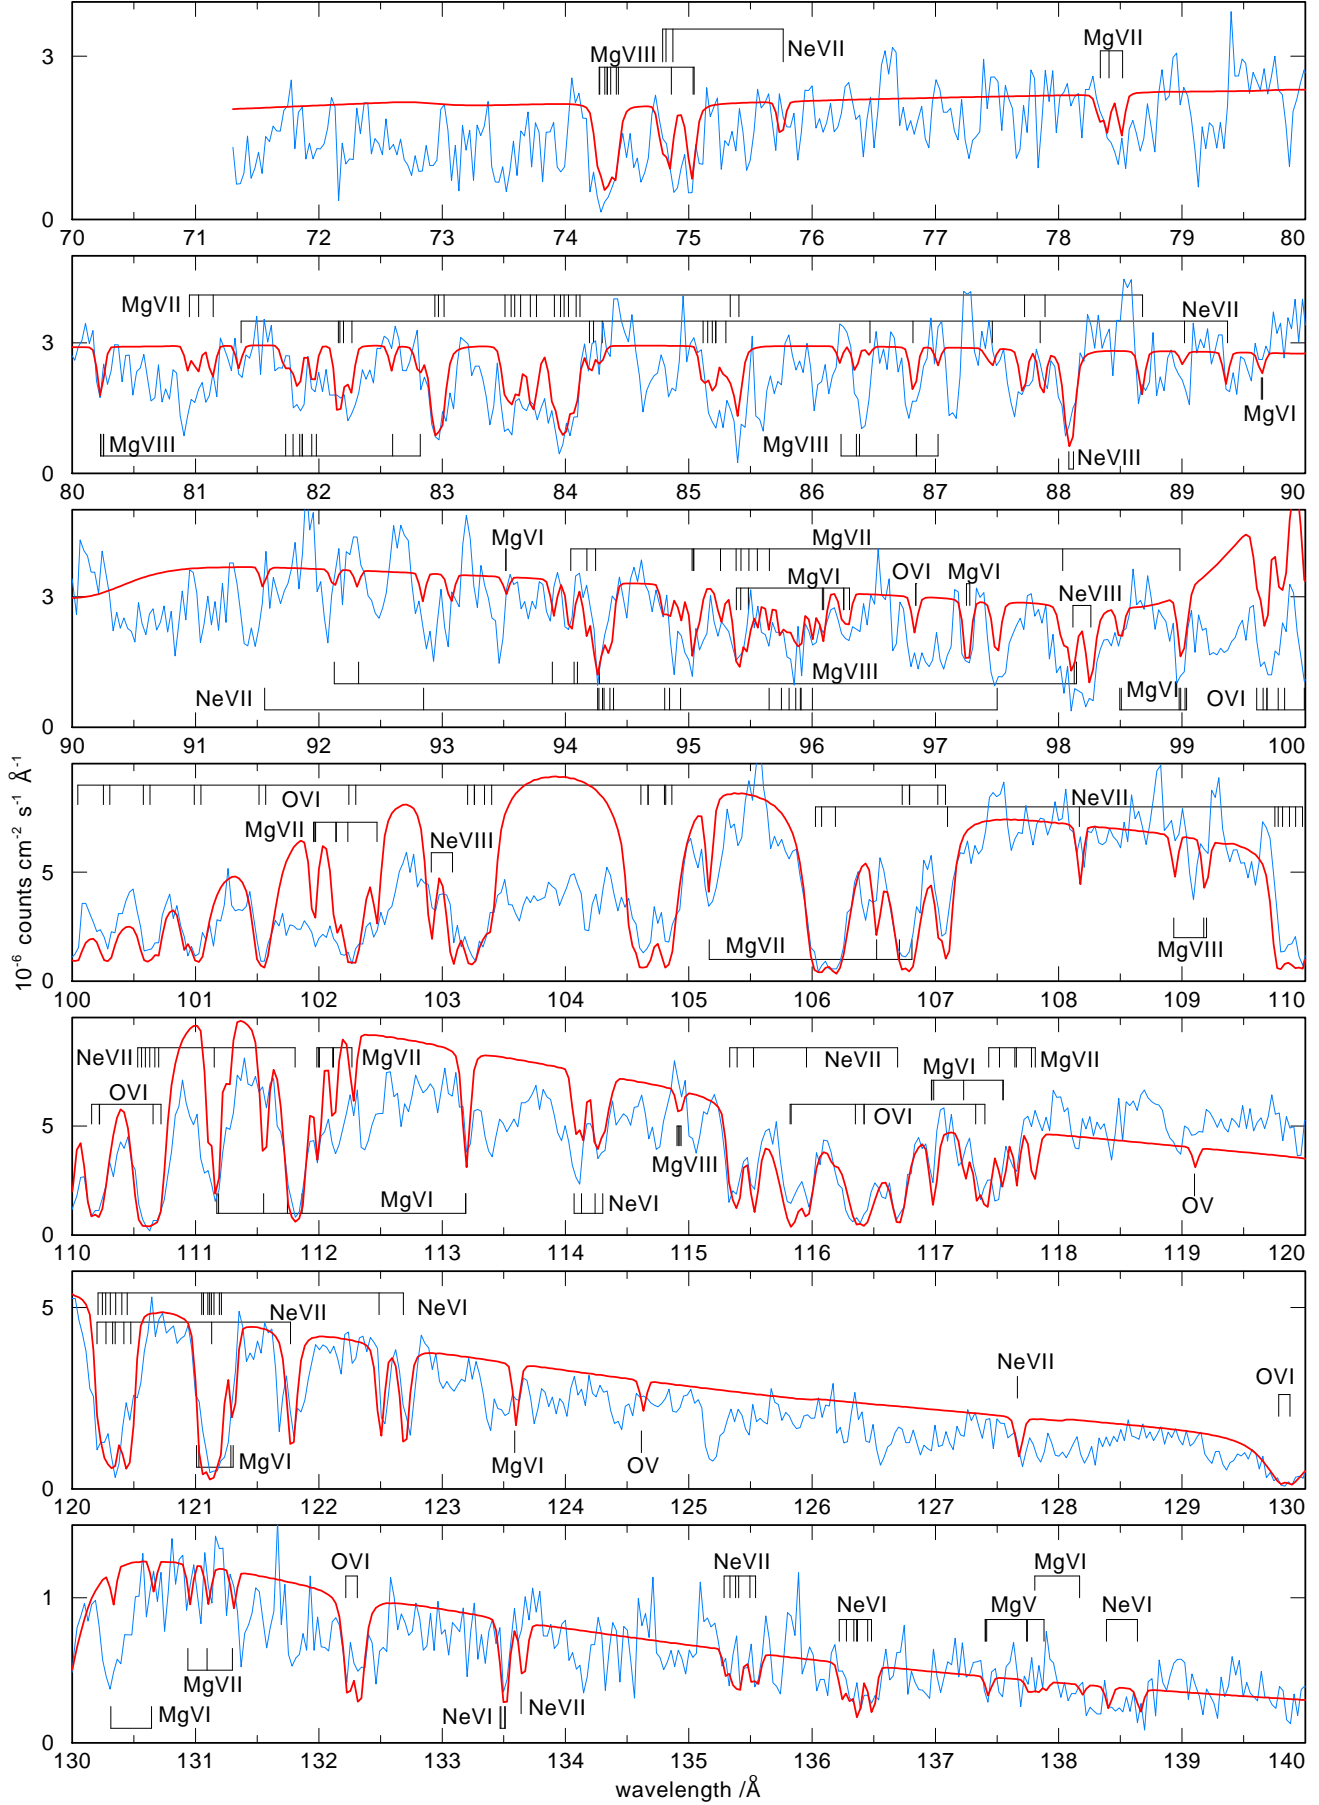 3
0
MgVIII
NeVII
MgVII
70 71 72 73 74 75 76 77 78 79 80
3
0
MgVII
NeVII
MgVI
MgVIII
MgVIII
NeVIII
80 81 82 83 84 85 86 87 88 89 90
3
0
MgVI
MgVII
MgVI
OVI
MgVI
NeVIII
MgVIII
NeVII
MgVI
OVI
90 91 92 93 94 95 96 97 98 99 100
10⁻⁶ counts cm⁻² s⁻¹ Å⁻¹
5
0
OVI
MgVII
NeVIII
NeVII
MgVII
MgVIII
100 101 102 103 104 105 106 107 108 109 110
5
0
NeVII
MgVII
OVI
NeVII
MgVII
MgVI
OVI
MgVIII
MgVI
NeVI
OV
110 111 112 113 114 115 116 117 118 119 120
5
0
NeVI
NeVII
NeVII
OVI
MgVI
MgVI
OV
120 121 122 123 124 125 126 127 128 129 130
1
0
OVI
NeVII
MgVI
NeVI
MgV
NeVI
MgVII
MgVI
NeVI
NeVII
130 131 132 133 134 135 136 137 138 139 140
wavelength /Å